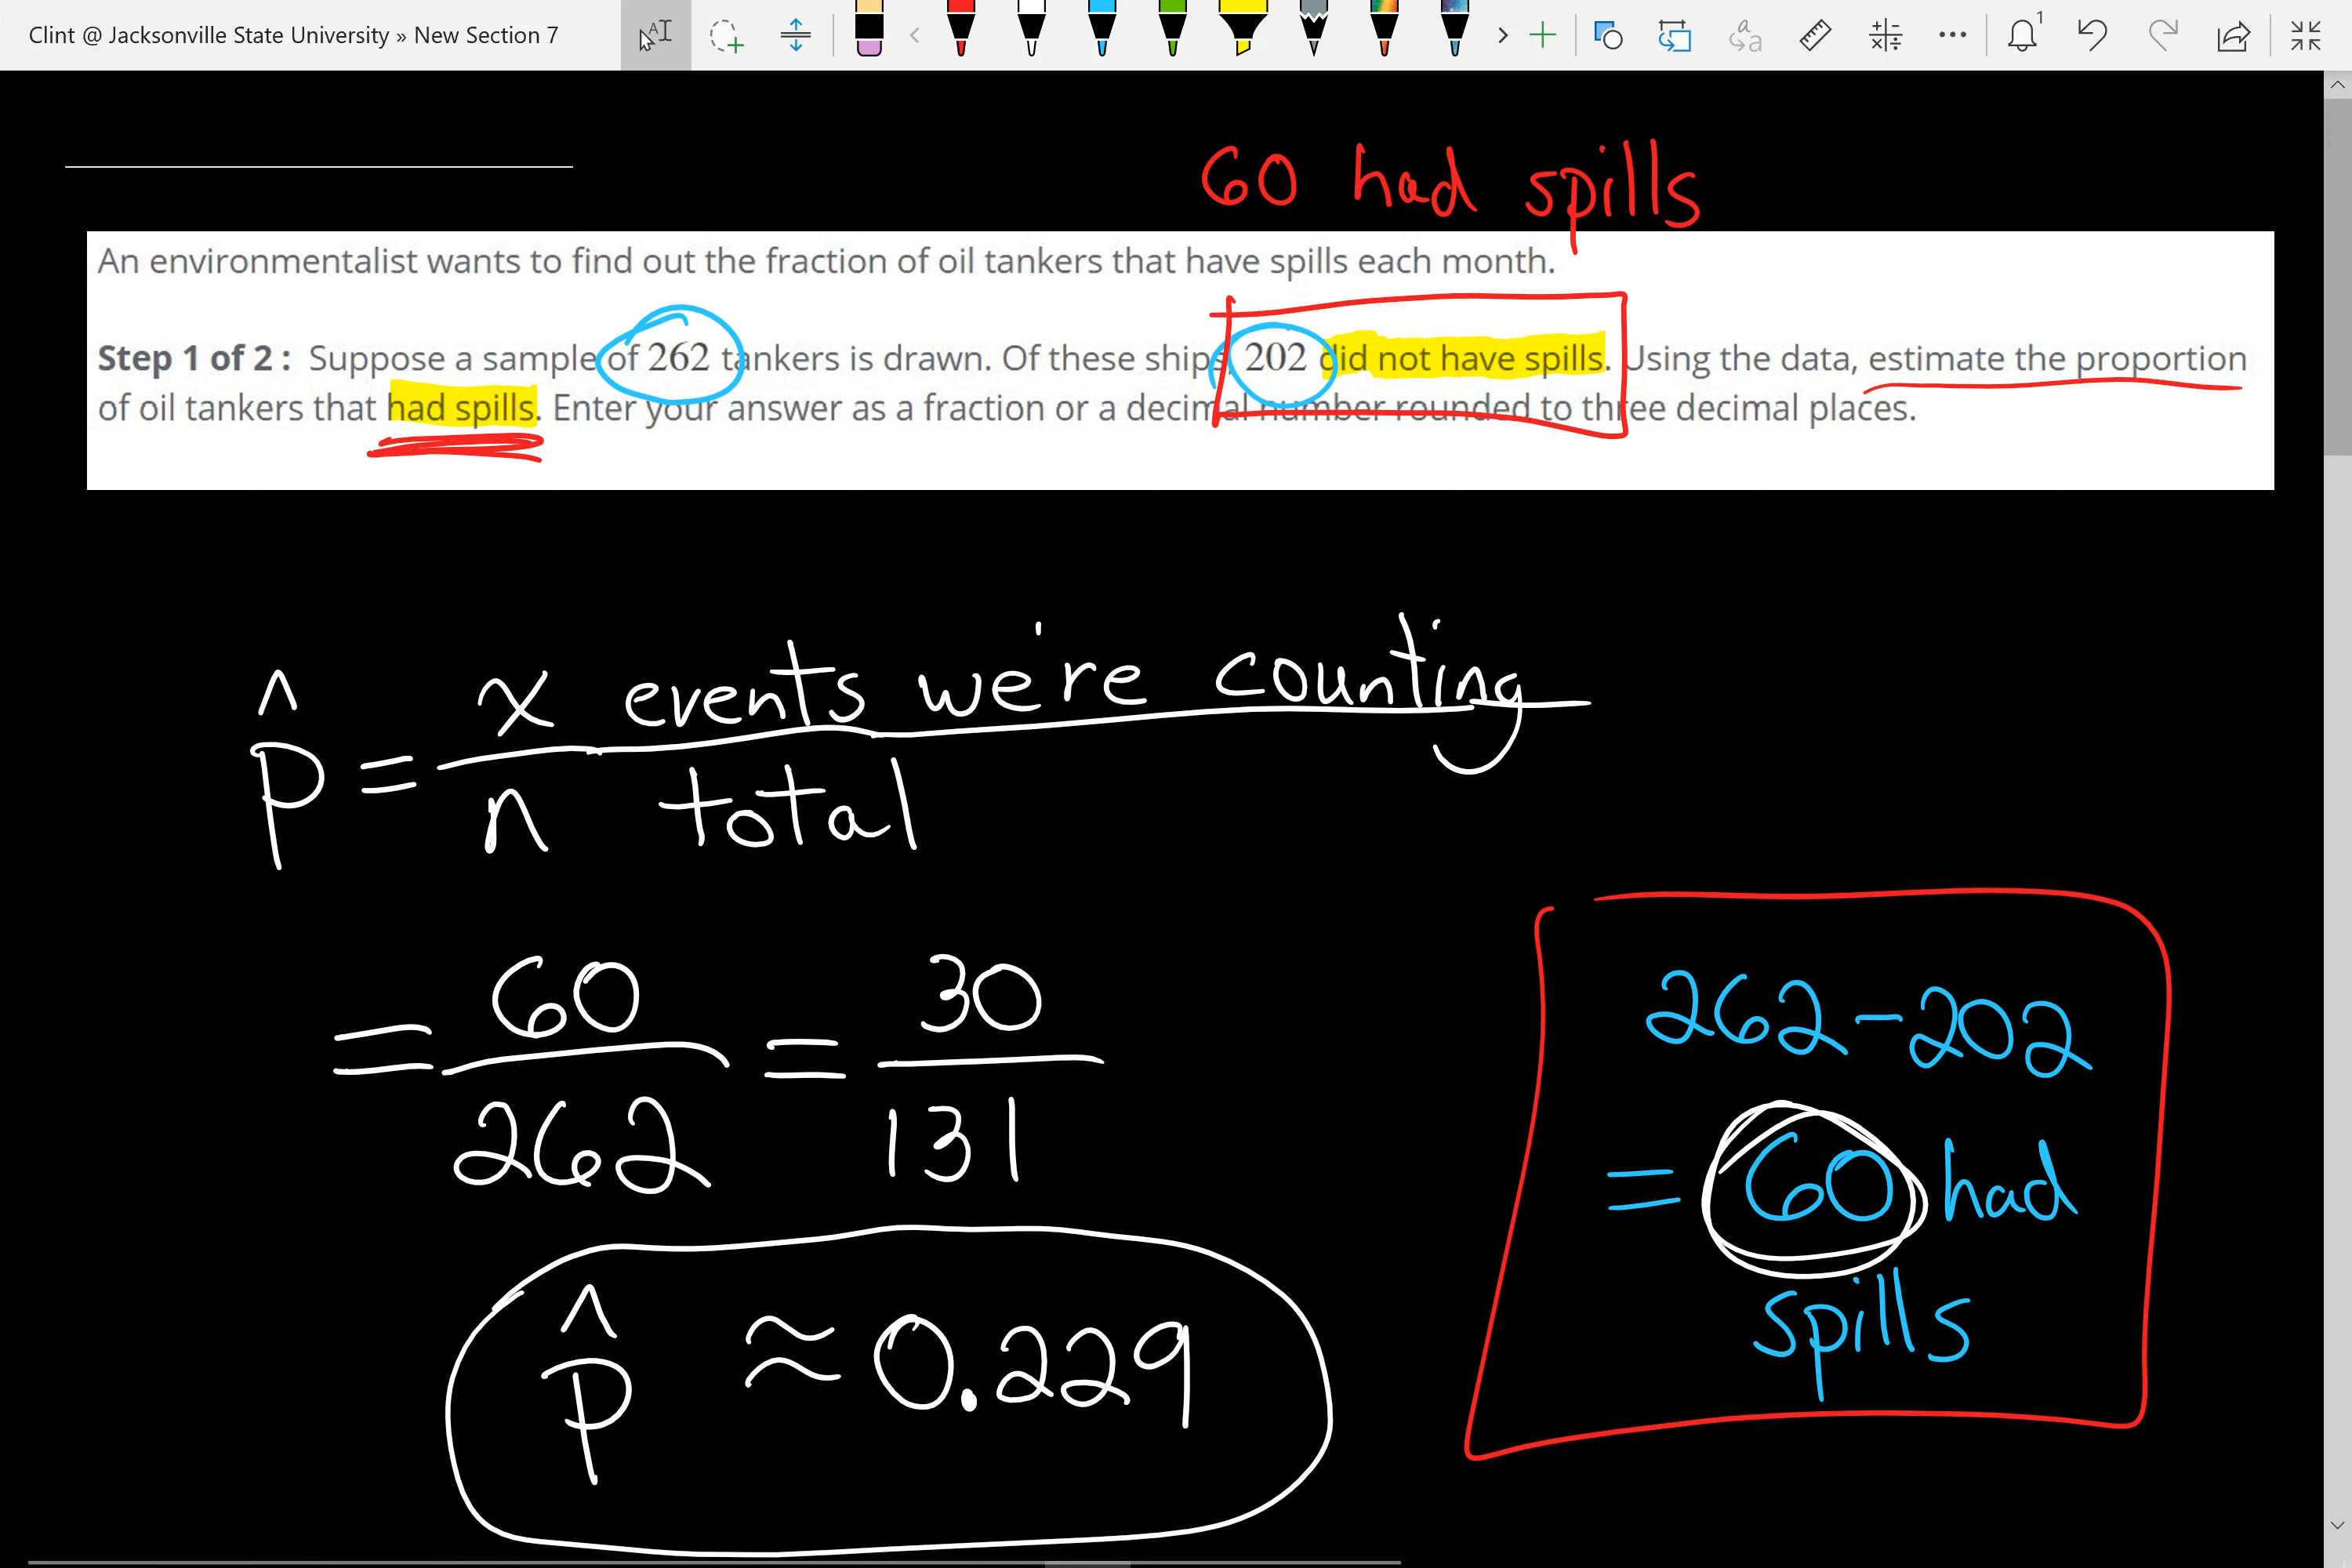 Clint @ Jacksonville State University » New Section 7
1
60 had spills
An environmentalist wants to find out the fraction of oil tankers that have spills each month.
Step 1 of 2 : Suppose a sample of 262 tankers is drawn. Of these ships, 202 did not have spills. Using the data, estimate the proportion
of oil tankers that had spills. Enter your answer as a fraction or a decimal number rounded to three decimal places.
p̂ = x events we're counting
n total
= 60 = 30
262 131
p̂ ≈ 0.229
262-202
= 60 had
spills